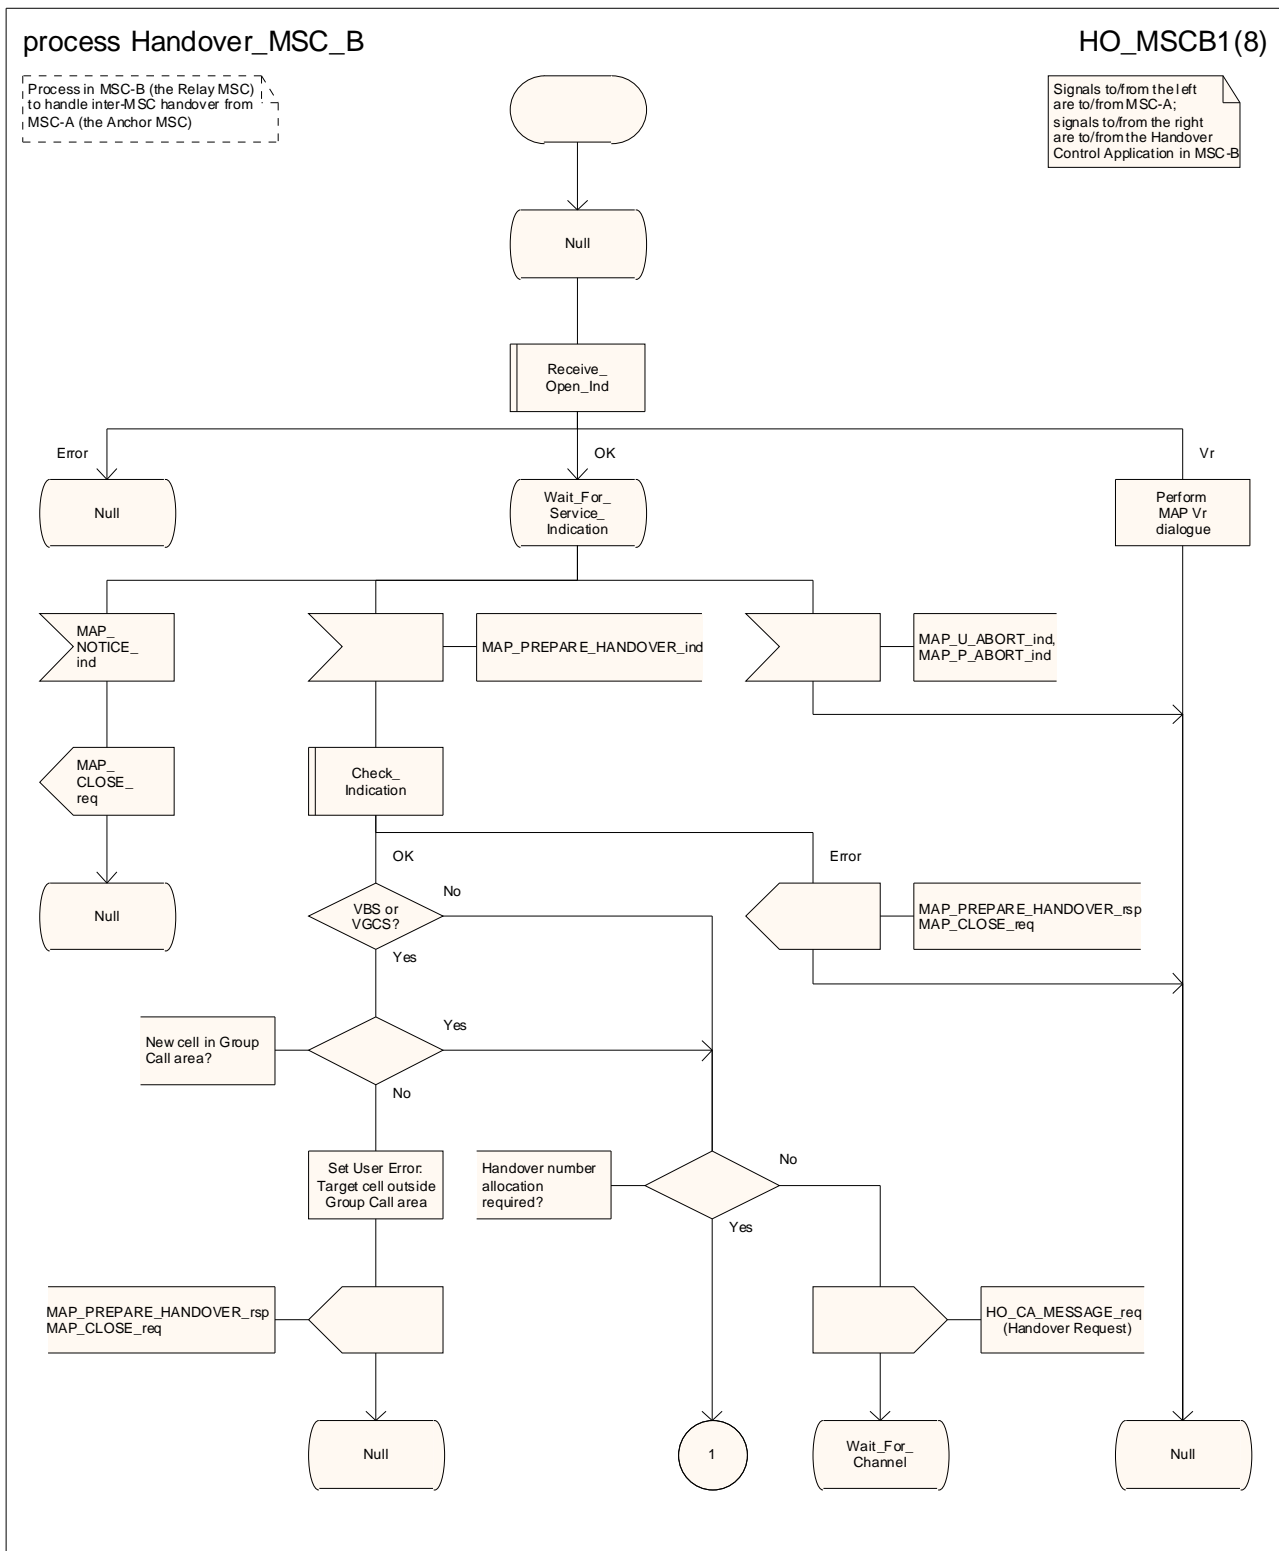 process Handover_MSC_B
HO_MSCB1(8)
Process in MSC-B (the Relay MSC)
to handle inter-MSC handover from
MSC-A (the Anchor MSC)
Signals to/from the left
are to/from MSC-A;
signals to/from the right
are to/from the Handover
Control Application in MSC-B
Null
Receive_
Open_Ind
Error
OK
Vr
Null
Wait_For_
Service_
Indication
Perform
MAP Vr
dialogue
MAP_
NOTICE_
ind
MAP_PREPARE_HANDOVER_ind
MAP_U_ABORT_ind,
MAP_P_ABORT_ind
MAP_
CLOSE_
req
Check_
Indication
OK
Error
Null
VBS or
VGCS?
No
Yes
MAP_PREPARE_HANDOVER_rsp
MAP_CLOSE_req
New cell in Group
Call area?
Yes
No
Set User Error:
Target cell outside
Group Call area
Handover number
allocation
required?
No
Yes
MAP_PREPARE_HANDOVER_rsp
MAP_CLOSE_req
HO_CA_MESSAGE_req
(Handover Request)
Null
1
Wait_For_
Channel
Null